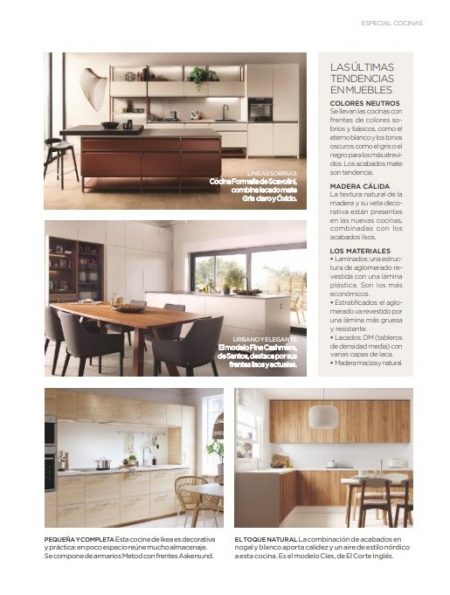 ESPECIAL COCINAS
LÍNEAS SOBRIAS
Cocina Formalia de Scavolini,
combina lacado mate
Gris claro y Óxido.
URBANO Y ELEGANTE
El modelo Fine Cashmere,
de Santos, destaca por sus
frentes lisos y actuales.
LAS ÚLTIMAS
TENDENCIAS
EN MUEBLES
COLORES NEUTROS
Se llevan las cocinas con
frentes de colores so-
brios y básicos, como el
eterno blanco y los tonos
oscuros como el gris o el
negro para los más atrevi-
dos. Los acabados mate
son tendencia.
MADERA CÁLIDA
La textura natural de la
madera y su veta deco-
rativa están presentes
en las nuevas cocinas,
combinadas con los
acabados lisos.
LOS MATERIALES
• Laminados: una estruc-
tura de aglomerado re-
vestida con una lámina
plástica. Son los más
económicos.
• Estratificados: el aglo-
merado va revestido por
una lámina más gruesa
y resistente.
• Lacados: DM (tableros
de densidad media) con
varias capas de laca.
• Madera maciza y natural.
PEQUEÑA Y COMPLETA Esta cocina de Ikea es decorativa
y práctica: en poco espacio reúne mucho almacenaje.
Se compone de armarios Metod con frentes Askersund.
EL TOQUE NATURAL La combinación de acabados en
nogal y blanco aporta calidez y un aire de estilo nórdico
a esta cocina. Es el modelo Cíes, de El Corte Inglés.